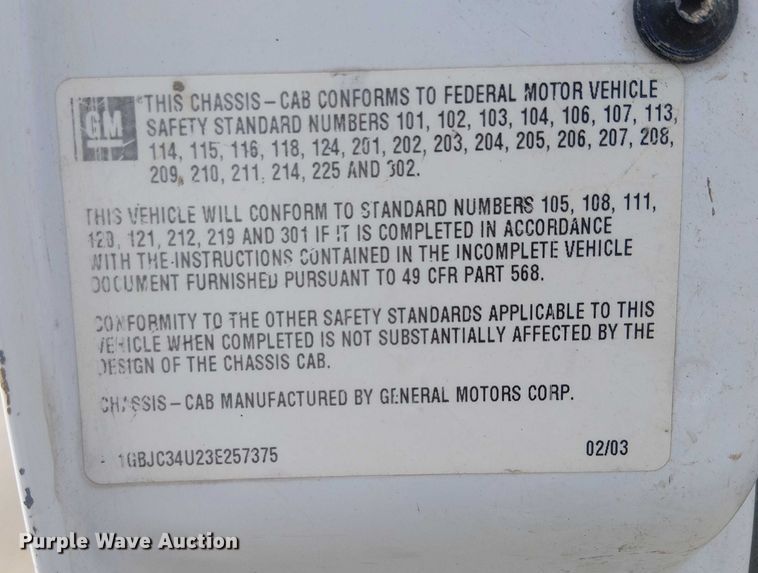 GM
THIS CHASSIS-CAB CONFORMS TO FEDERAL MOTOR VEHICLE
SAFETY STANDARD NUMBERS 101, 102, 103, 104, 106, 107, 113,
114, 115, 116, 118, 124, 201, 202, 203, 204, 205, 206, 207, 208,
209, 210, 211, 214, 225 AND 302.
THIS VEHICLE WILL CONFORM TO STANDARD NUMBERS 105, 108, 111,
120, 121, 212, 219 AND 301 IF IT IS COMPLETED IN ACCORDANCE
WITH THE INSTRUCTIONS CONTAINED IN THE INCOMPLETE VEHICLE
DOCUMENT FURNISHED PURSUANT TO 49 CFR PART 568.
CONFORMITY TO THE OTHER SAFETY STANDARDS APPLICABLE TO THIS
VEHICLE WHEN COMPLETED IS NOT SUBSTANTIALLY AFFECTED BY THE
DESIGN OF THE CHASSIS CAB.
CHASSIS-CAB MANUFACTURED BY GENERAL MOTORS CORP.
1GBJC34U23E257375 02/03
Purple Wave Auction